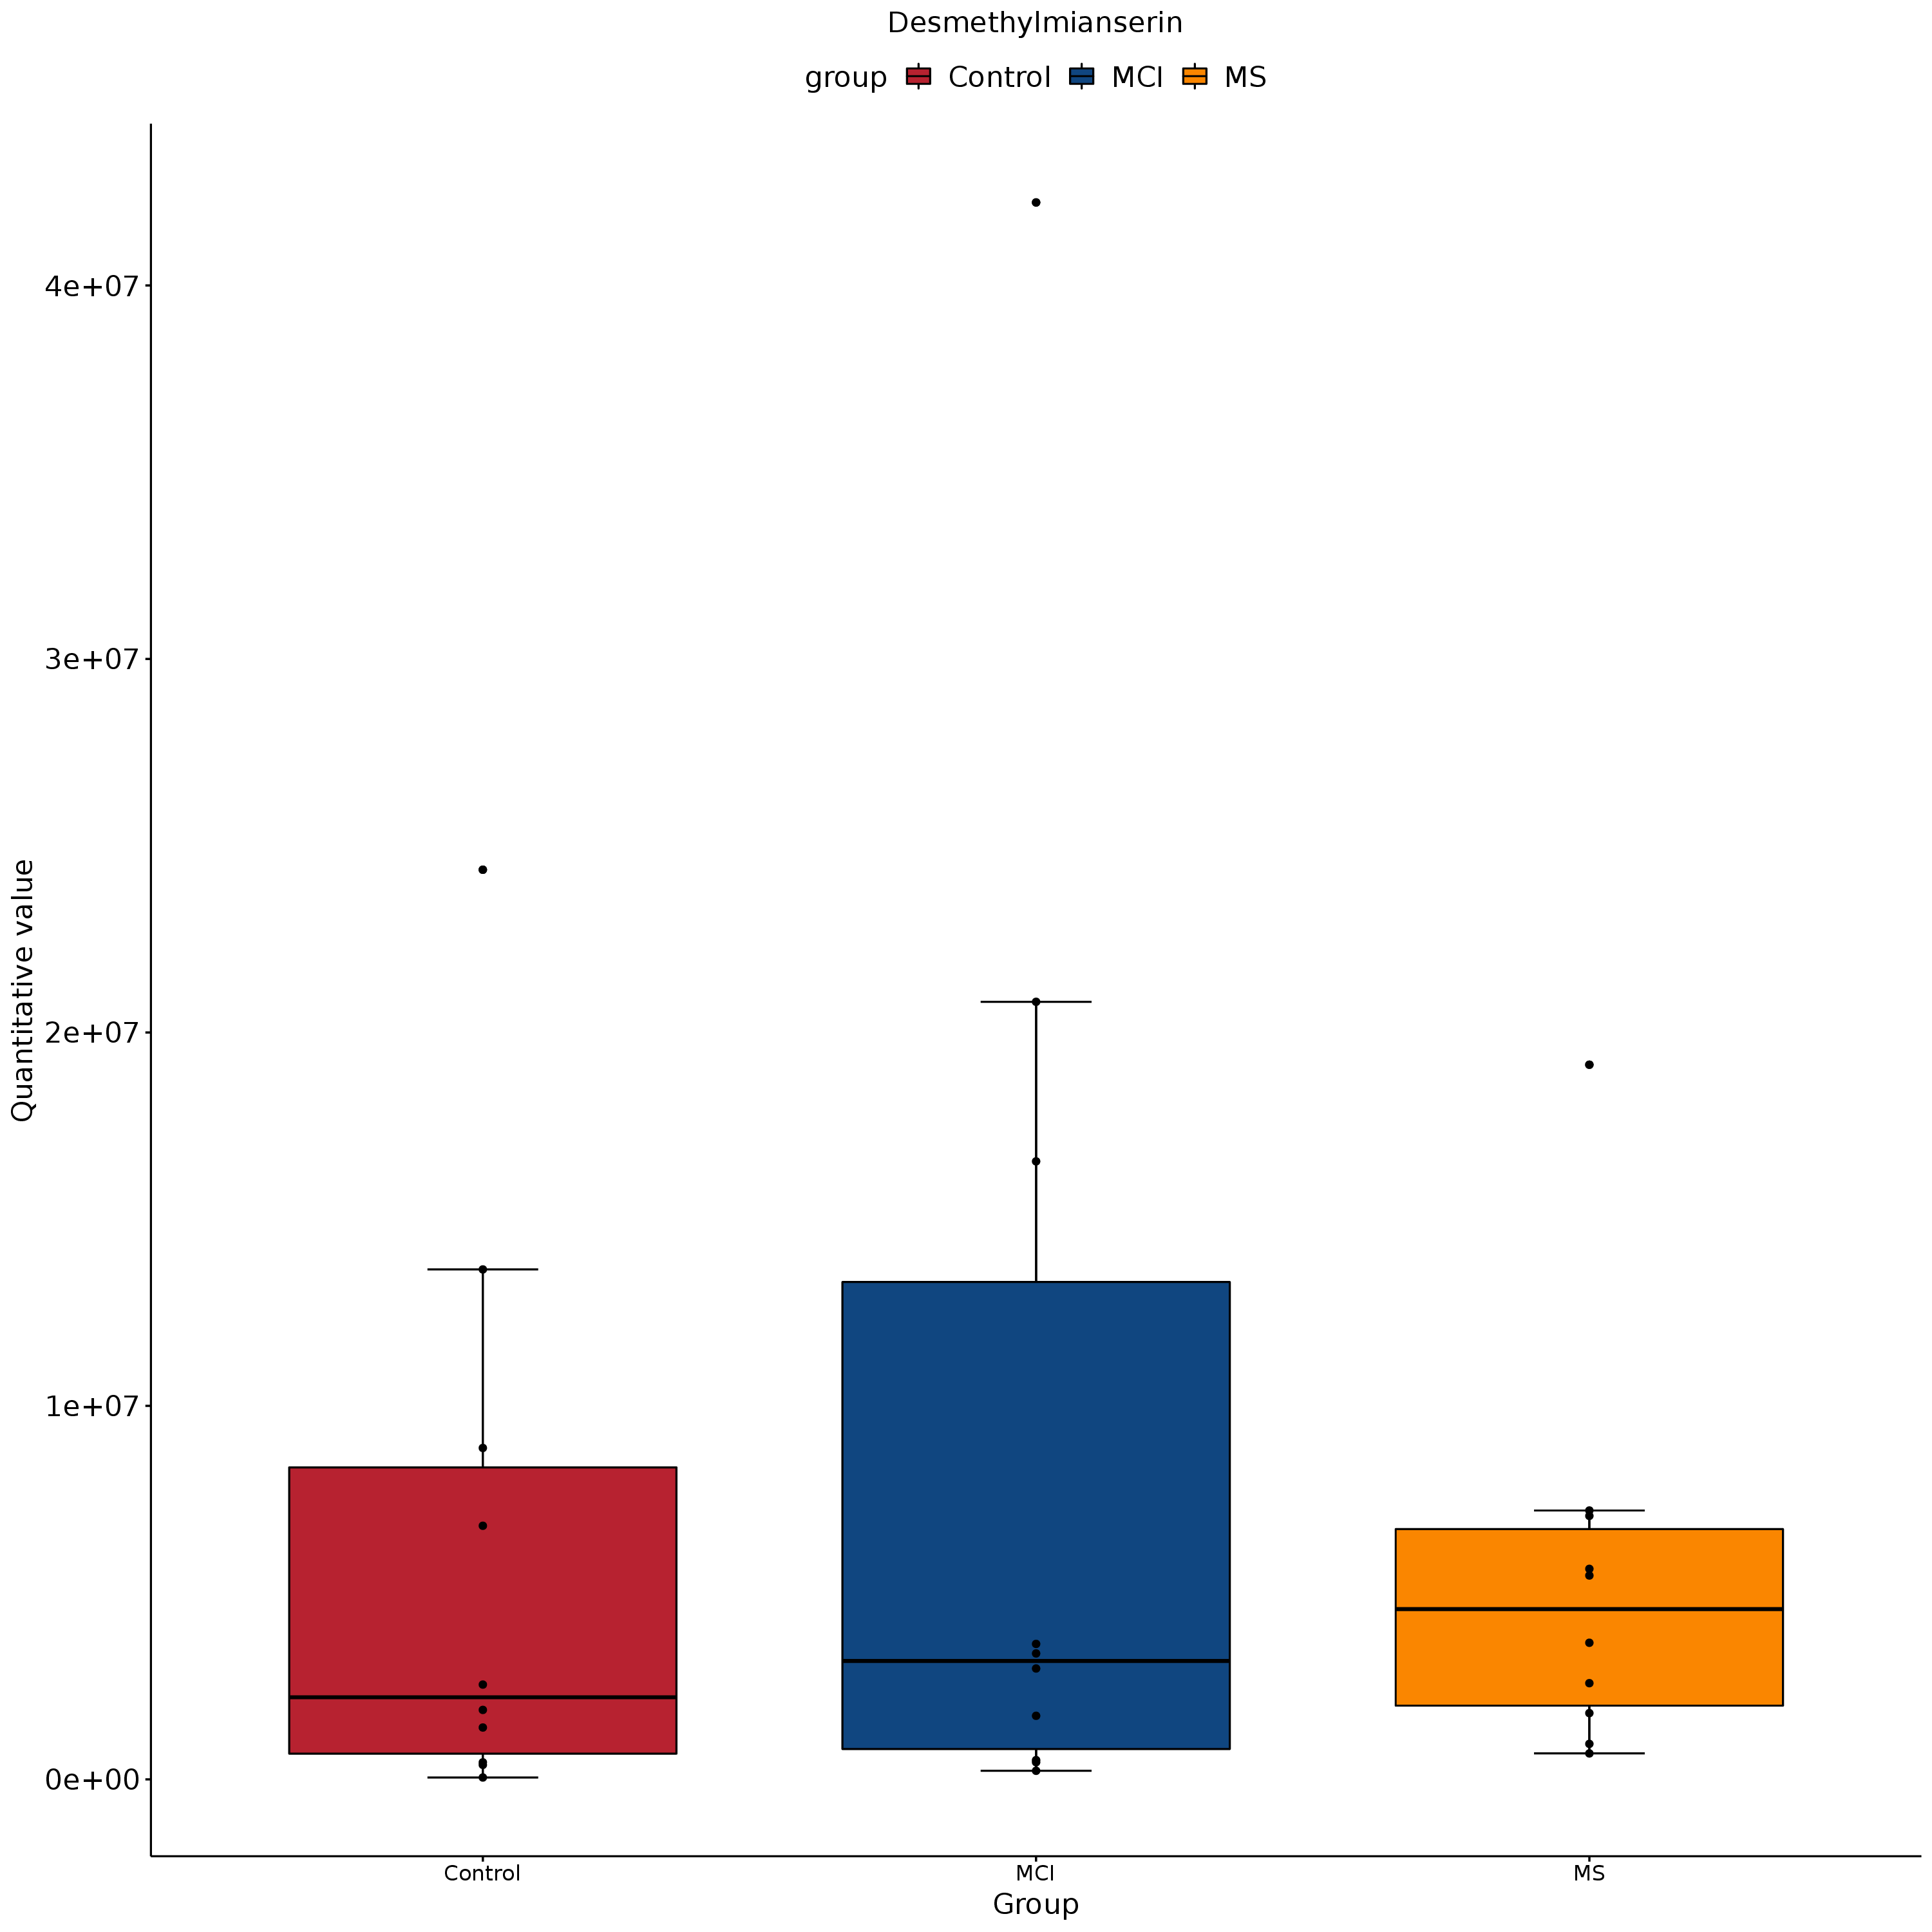 Desmethylmianserin
group Control MCI MS
4e+07
3e+07
2e+07
1e+07
0e+00
Quantitative value
Control MCI MS
Group